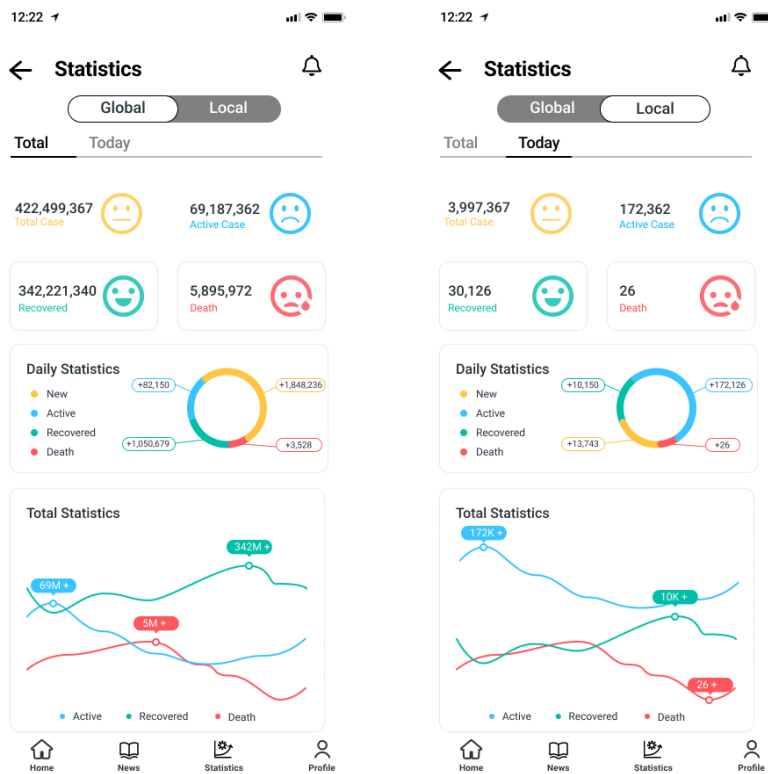 12:22
Statistics
Global Local
Total Today
422,499,367
Total Case
69,187,362
Active Case
342,221,340
Recovered
5,895,972
Death
Daily Statistics
New
Active
Recovered
Death
+82,150
+1,848,236
+1,050,679
+3,528
Total Statistics
342M +
69M +
5M +
Active Recovered Death
Home News Statistics Profile
12:22
Statistics
Global Local
Total Today
3,997,367
Total Case
172,362
Active Case
30,126
Recovered
26
Death
Daily Statistics
New
Active
Recovered
Death
+10,150
+172,126
+13,743
+26
Total Statistics
172K +
10K +
26 +
Active Recovered Death
Home News Statistics Profile